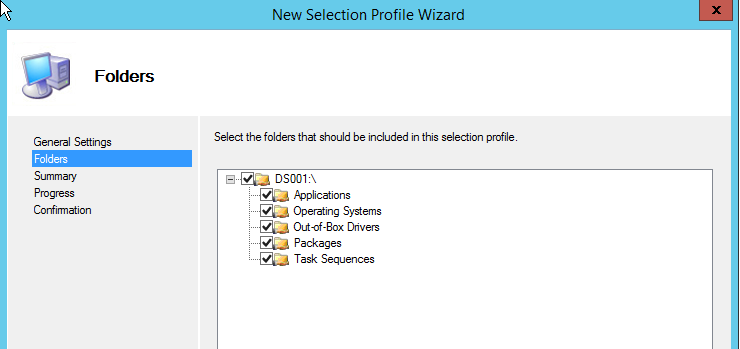 New Selection Profile Wizard
x
Folders
General Settings
Folders
Summary
Progress
Confirmation
Select the folders that should be included in this selection profile.
DS001:\
Applications
Operating Systems
Out-of-Box Drivers
Packages
Task Sequences